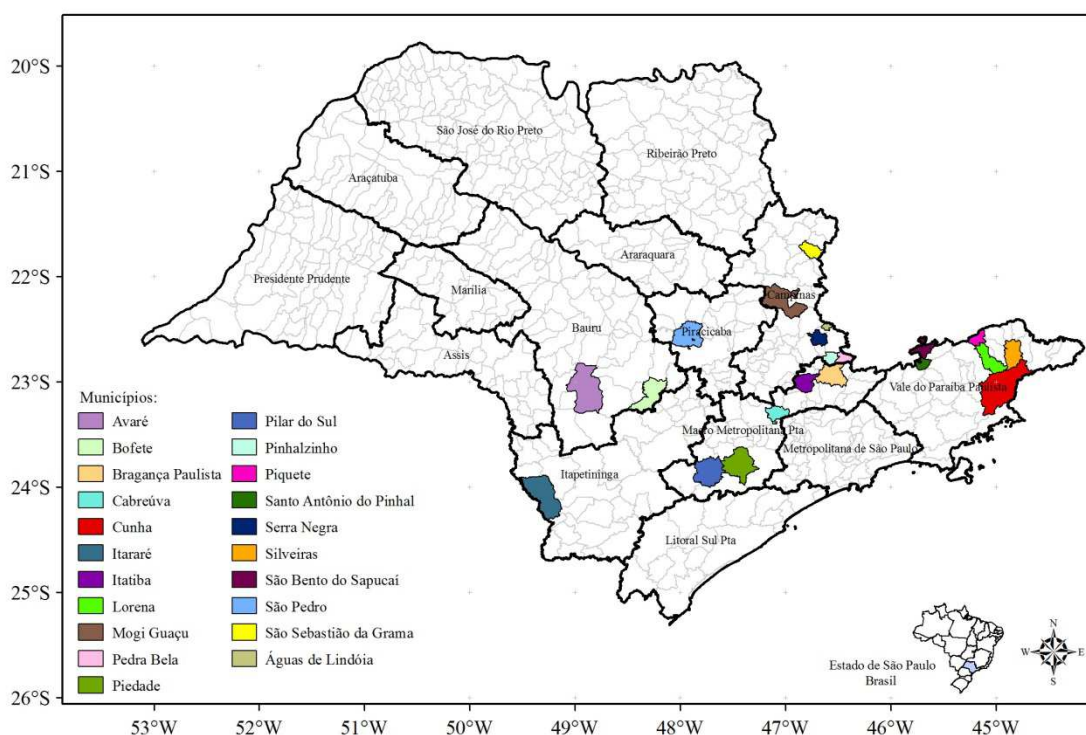 20°S
21°S
22°S
23°S
24°S
25°S
26°S
São José do Rio Preto
Ribeirão Preto
Araçatuba
Araraquara
Presidente Prudente
Marília
Campinas
Bauru
Piracicaba
Assis
Vale do Paraíba Paulista
Macro Metropolitana Pta
Metropolitana de São Paulo
Itapetininga
Litoral Sul Pta
Municípios:
Avaré
Bofete
Bragança Paulista
Cabreúva
Cunha
Itararé
Itatiba
Lorena
Mogi Guaçu
Pedra Bela
Piedade
Pilar do Sul
Pinhalzinho
Piquete
Santo Antônio do Pinhal
Serra Negra
Silveiras
São Bento do Sapucaí
São Pedro
São Sebastião da Grama
Águas de Lindóia
Estado de São Paulo
Brasil
N
W E
S
53°W 52°W 51°W 50°W 49°W 48°W 47°W 46°W 45°W